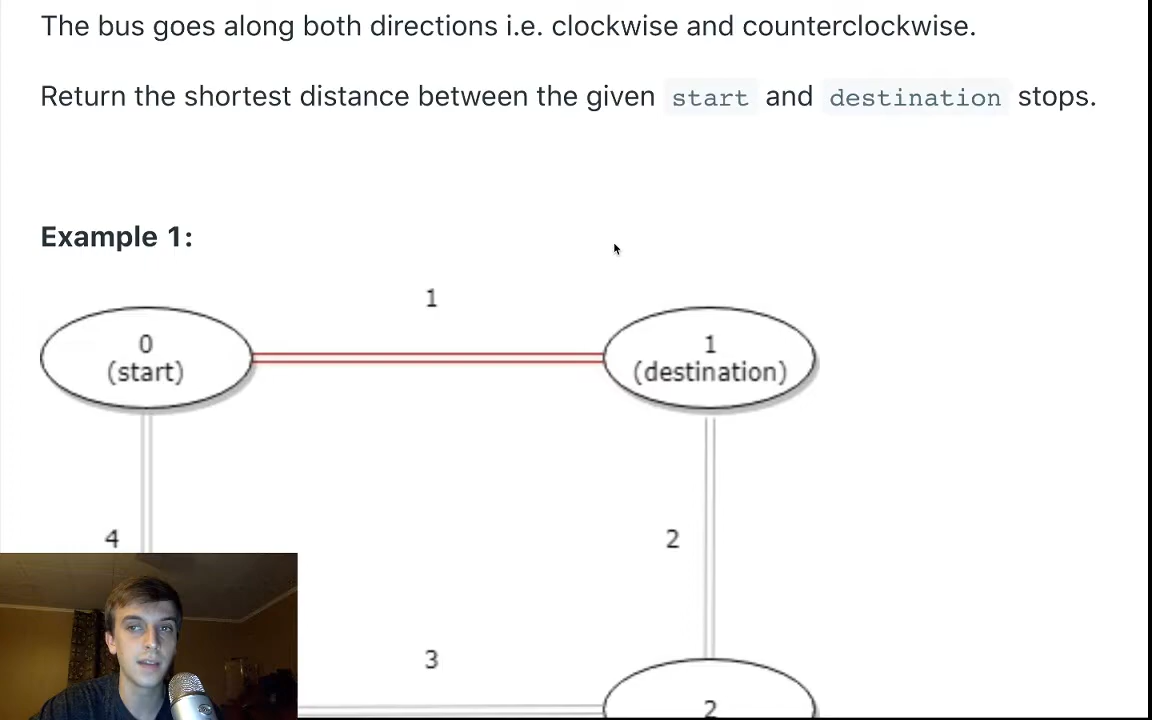 The bus goes along both directions i.e. clockwise and counterclockwise.
Return the shortest distance between the given start and destination stops.
Example 1:
1
0
(start)
1
(destination)
4
2
3
2